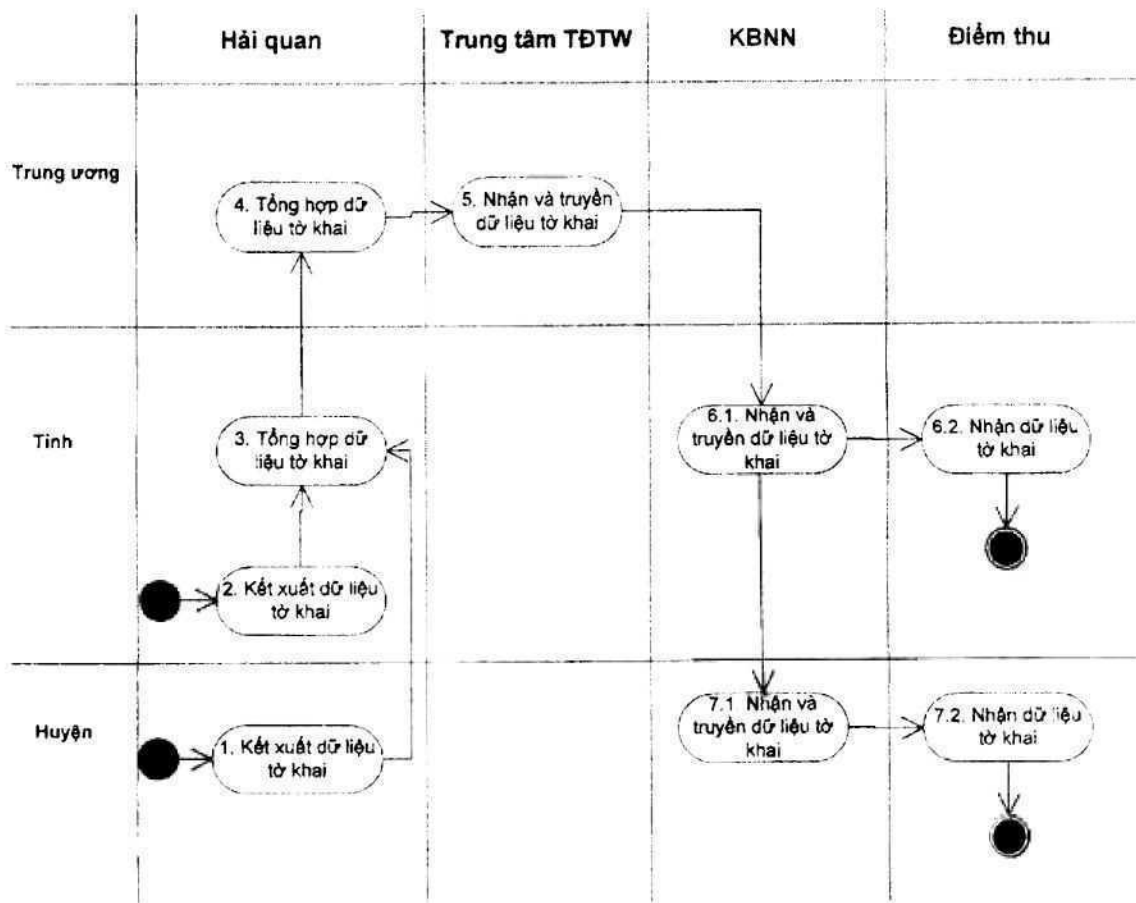 Hải quan
Trung tâm TĐTW
KBNN
Điểm thu
Trung ương
4. Tổng hợp dữ
liệu tờ khai
5. Nhận và truyền
dữ liệu tờ khai
Tỉnh
3. Tổng hợp dữ
liệu tờ khai
6.1. Nhận và
truyền dữ liệu tờ
khai
6.2. Nhận dữ liệu
tờ khai
2. Kết xuất dữ liệu
tờ khai
Huyện
1. Kết xuất dữ liệu
tờ khai
7.1 Nhận và
truyền dữ liệu tờ
khai
7.2. Nhận dữ liệu
tờ khai